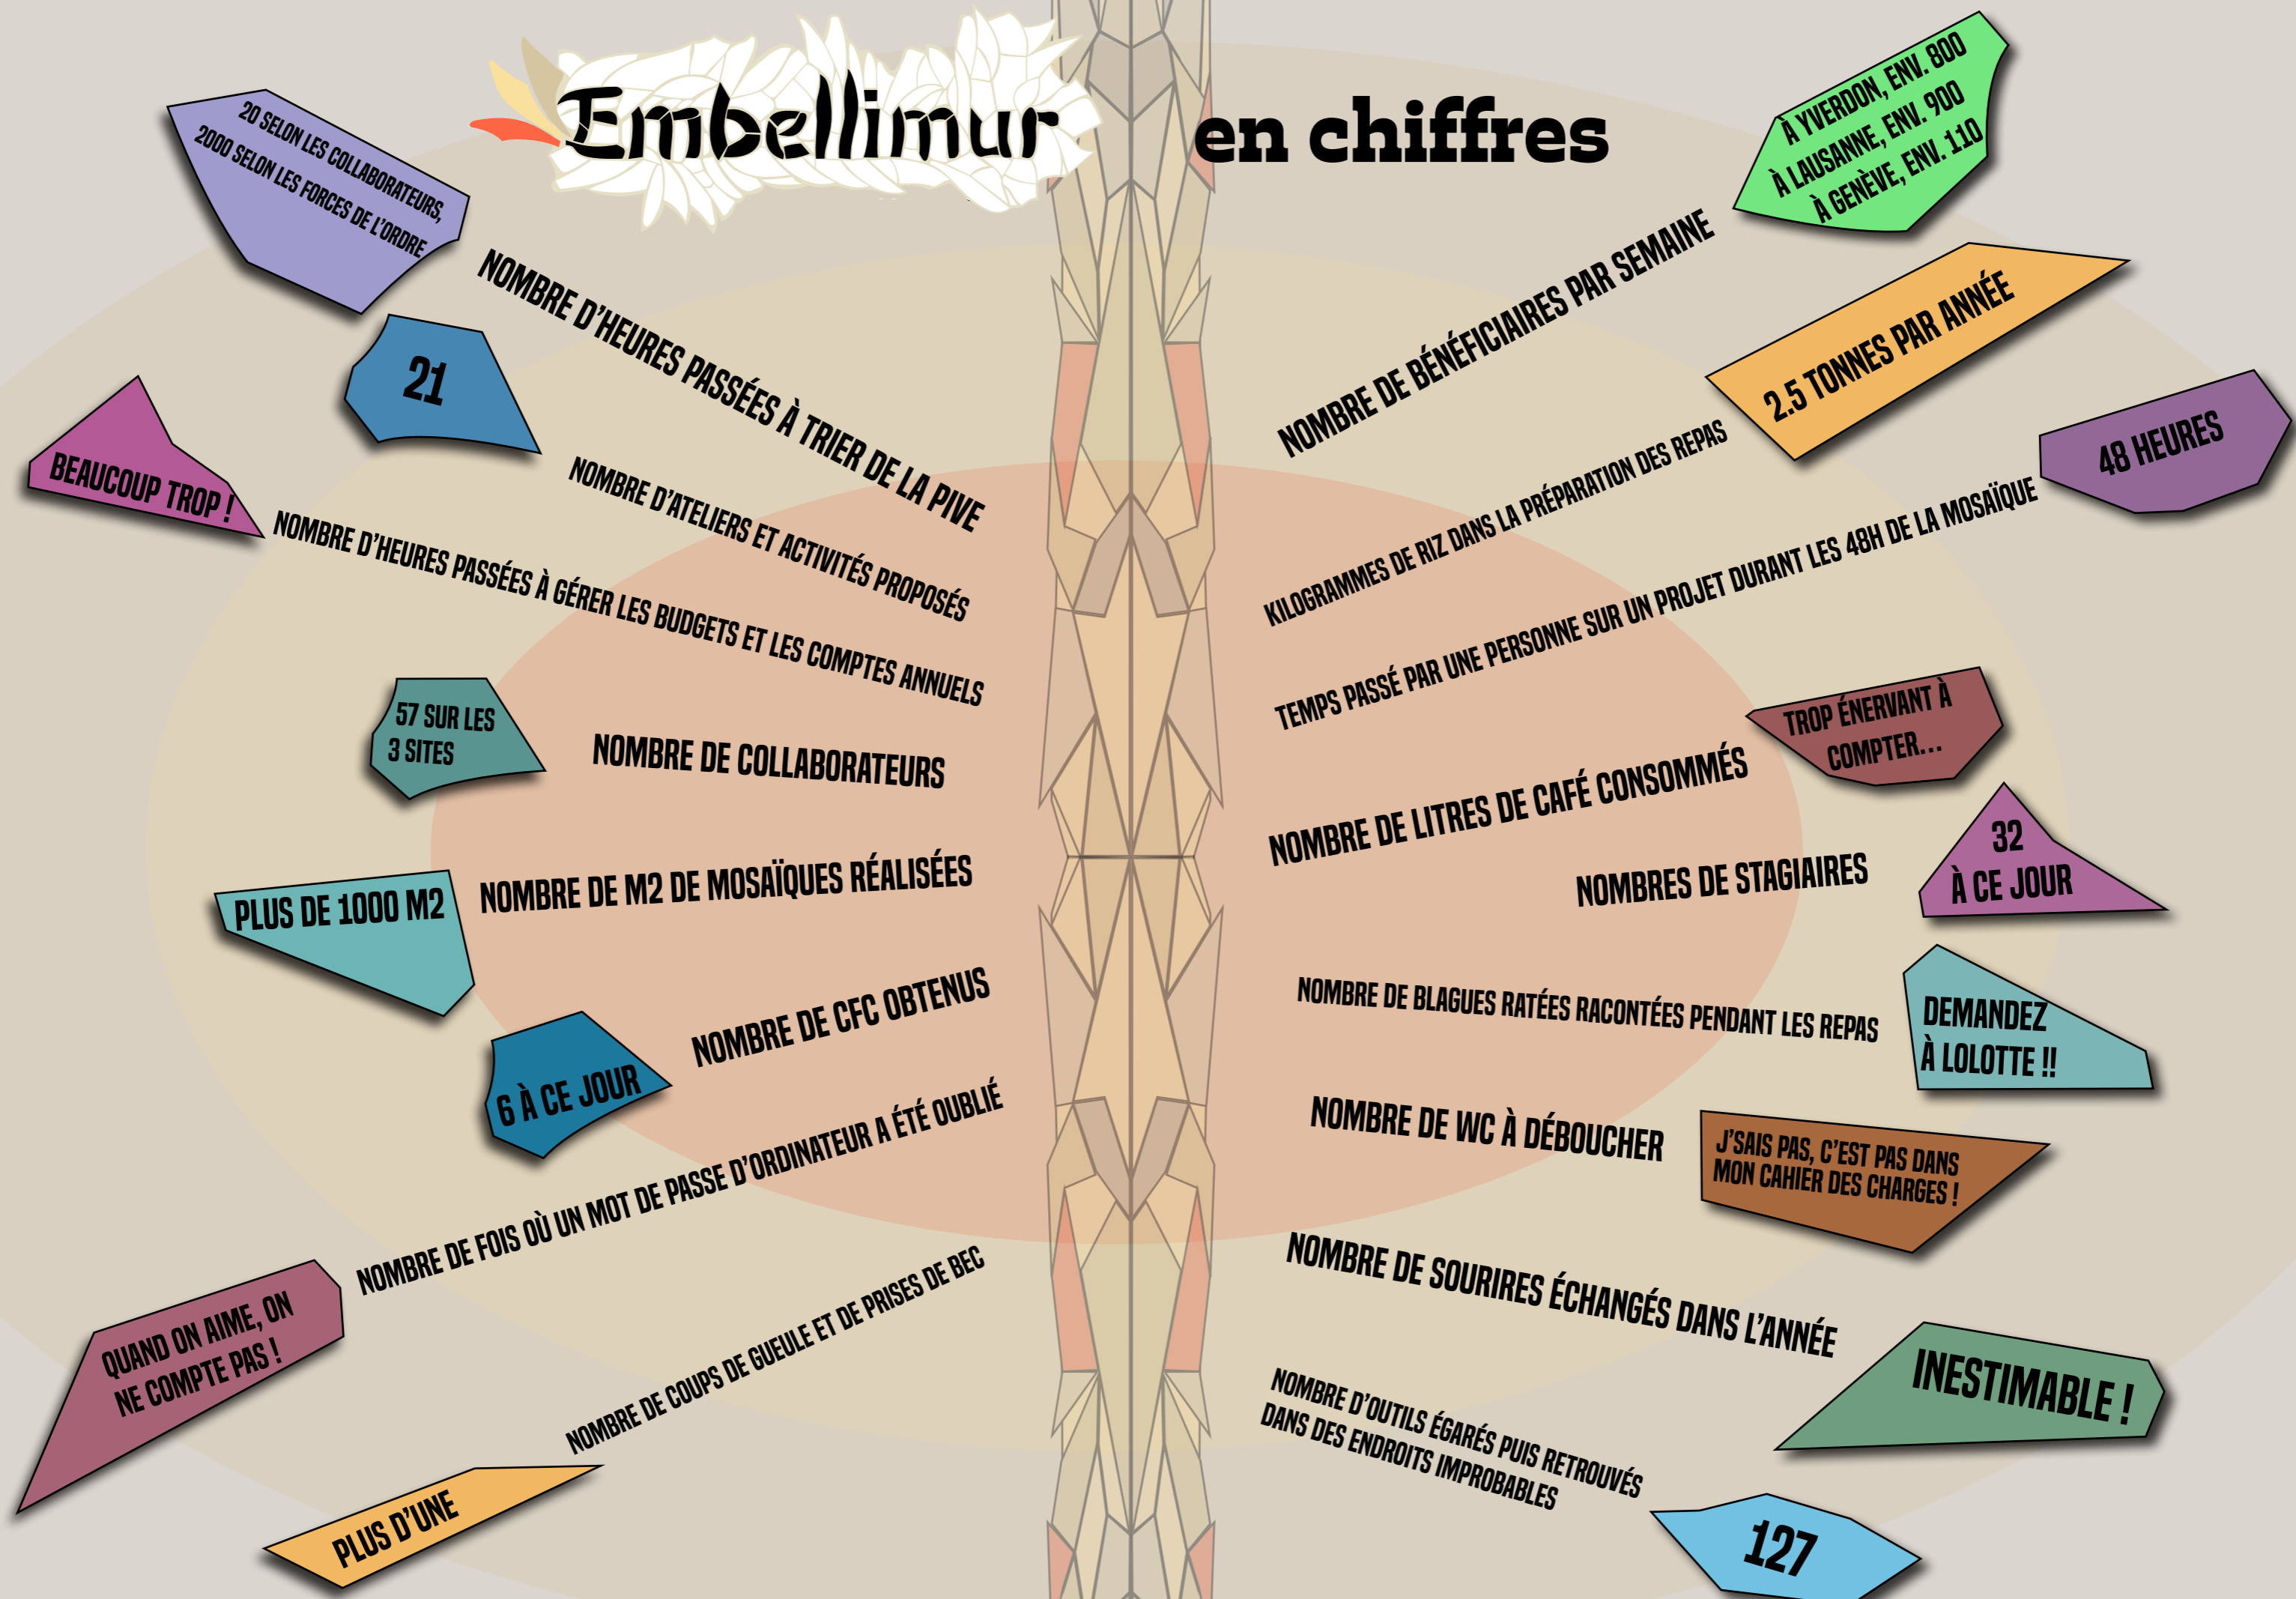 Embellimur
en chiffres
20 SELON LES COLLABORATEURS,
2000 SELON LES FORCES DE L'ORDRE
NOMBRE D'HEURES PASSÉES À TRIER DE LA PIVE
21
NOMBRE D'ATELIERS ET ACTIVITÉS PROPOSÉS
BEAUCOUP TROP !
NOMBRE D'HEURES PASSÉES À GÉRER LES BUDGETS ET LES COMPTES ANNUELS
57 SUR LES
3 SITES
NOMBRE DE COLLABORATEURS
PLUS DE 1000 M2
NOMBRE DE M2 DE MOSAÏQUES RÉALISÉES
6 À CE JOUR
NOMBRE DE CFC OBTENUS
QUAND ON AIME, ON
NE COMPTE PAS !
NOMBRE DE FOIS OÙ UN MOT DE PASSE D'ORDINATEUR A ÉTÉ OUBLIÉ
PLUS D'UNE
NOMBRE DE COUPS DE GUEULE ET DE PRISES DE BEC
À YVERDON, ENV. 800
À LAUSANNE, ENV. 900
À GENÈVE, ENV. 110
NOMBRE DE BÉNÉFICIAIRES PAR SEMAINE
2.5 TONNES PAR ANNÉE
KILOGRAMMES DE RIZ DANS LA PRÉPARATION DES REPAS
48 HEURES
TEMPS PASSÉ PAR UNE PERSONNE SUR UN PROJET DURANT LES 48H DE LA MOSAÏQUE
TROP ÉNERVANT À
COMPTER...
NOMBRE DE LITRES DE CAFÉ CONSOMMÉS
32
À CE JOUR
NOMBRES DE STAGIAIRES
DEMANDEZ
À LOLOTTE !!
NOMBRE DE BLAGUES RATÉES RACONTÉES PENDANT LES REPAS
NOMBRE DE WC À DÉBOUCHER
J'SAIS PAS, C'EST PAS DANS
MON CAHIER DES CHARGES !
NOMBRE DE SOURIRES ÉCHANGÉS DANS L'ANNÉE
INESTIMABLE !
NOMBRE D'OUTILS ÉGARÉS PUIS RETROUVÉS
DANS DES ENDROITS IMPROBABLES
127